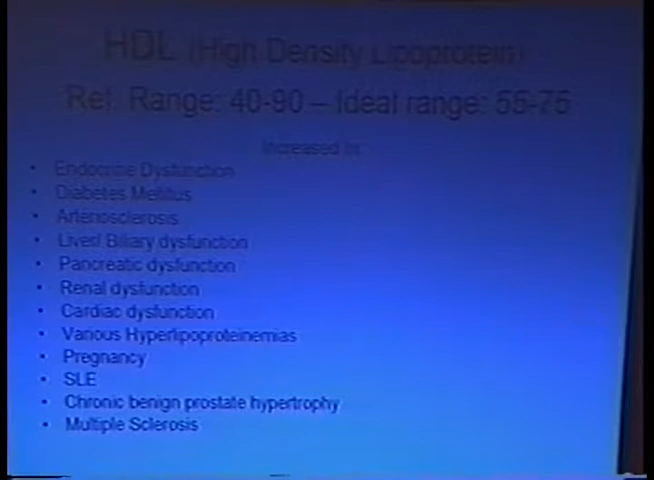 HDL (High Density Lipoprotein)
Ref. Range: 40-90 – Ideal range: 55-75
Increased In:
• Endocrine Dysfunction
• Diabetes Mellitus
• Arteriosclerosis
• Liver/ Biliary dysfunction
• Pancreatic dysfunction
• Renal dysfunction
• Cardiac dysfunction
• Various Hyperlipoproteinemias
• Pregnancy
• SLE
• Chronic benign prostate hypertrophy
• Multiple Sclerosis